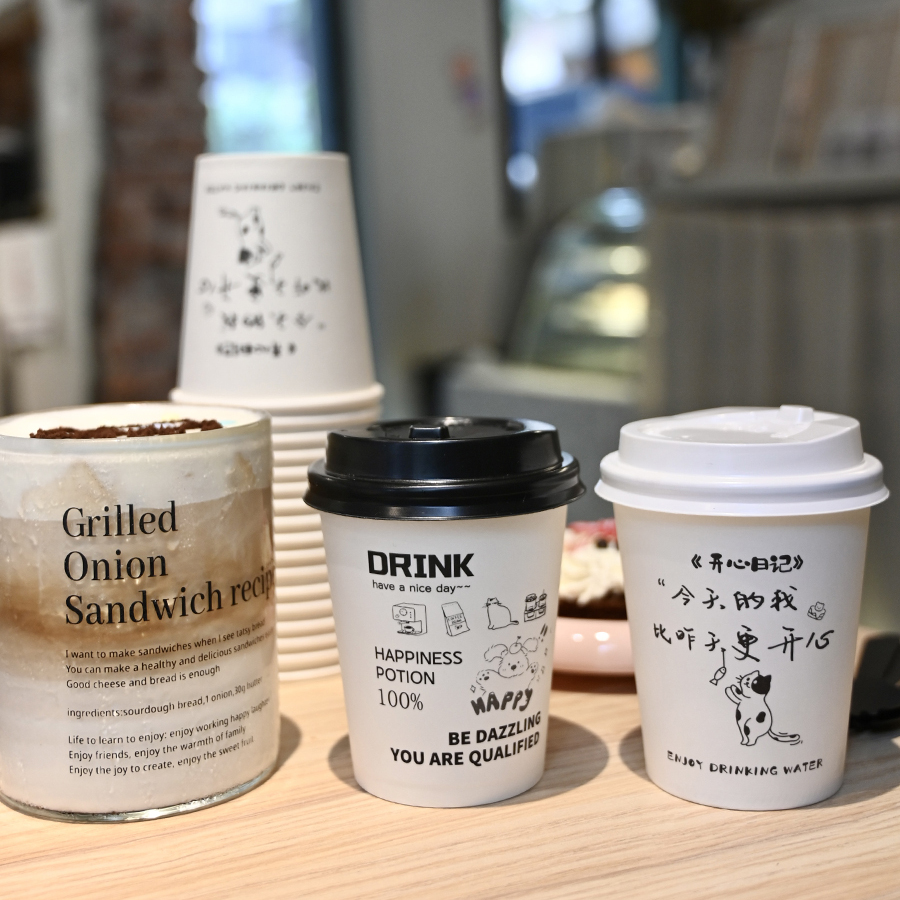 Grilled
Onion
Sandwich recip
I want to make sandwiches when I see tatsy bread
You can make a healthy and delicious sandwiches
Good cheese and bread is enough
ingredients:sourdough bread,1 onion,30g butter
Life to learn to enjoy: enjoy working happy laughter
Enjoy friends, enjoy the warmth of family
Enjoy the joy to create, enjoy the sweet fruit
DRINK
have a nice day~~
HAPPINESS
POTION
100%
HAPPY
BE DAZZLING
YOU ARE QUALIFIED
《开心日记》
“今天的我
比昨天更开心
ENJOY DRINKING WATER